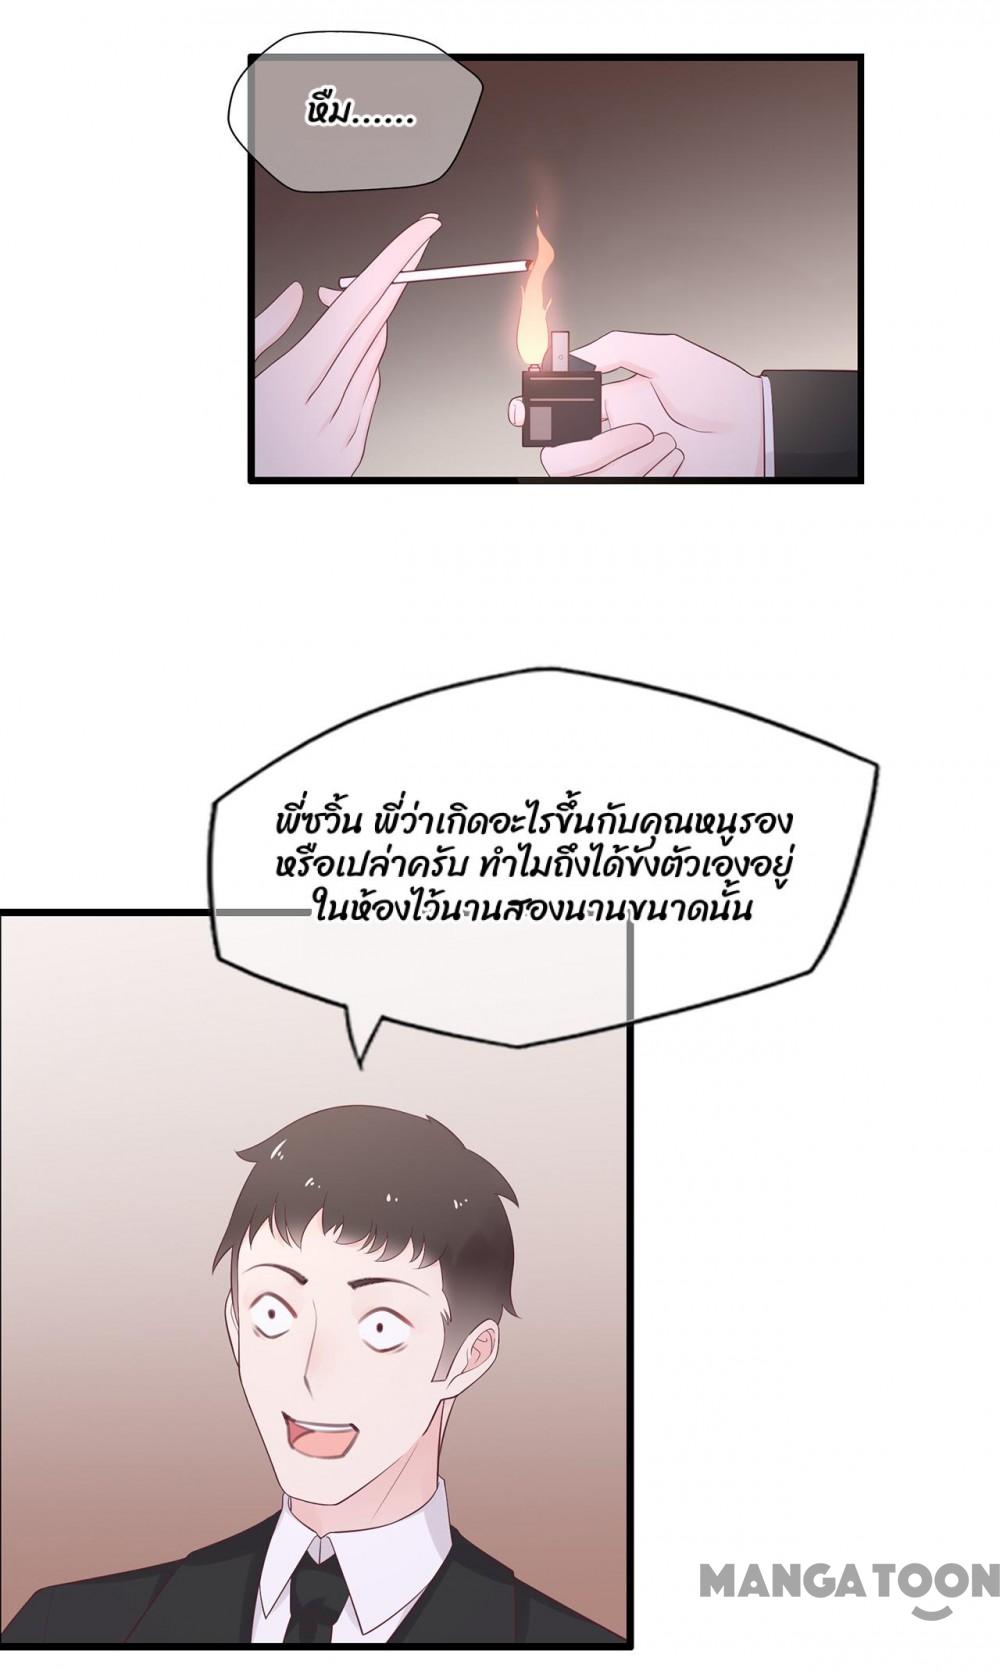 หืม......
พี่ซวิ้น พี่ว่าเกิดอะไรขึ้นกับคุณหนูรอง
หรือเปล่าครับ ทำไมถึงได้ขังตัวเองอยู่
ในห้องไว้นานสองนานขนาดนั้น
MANGATOON